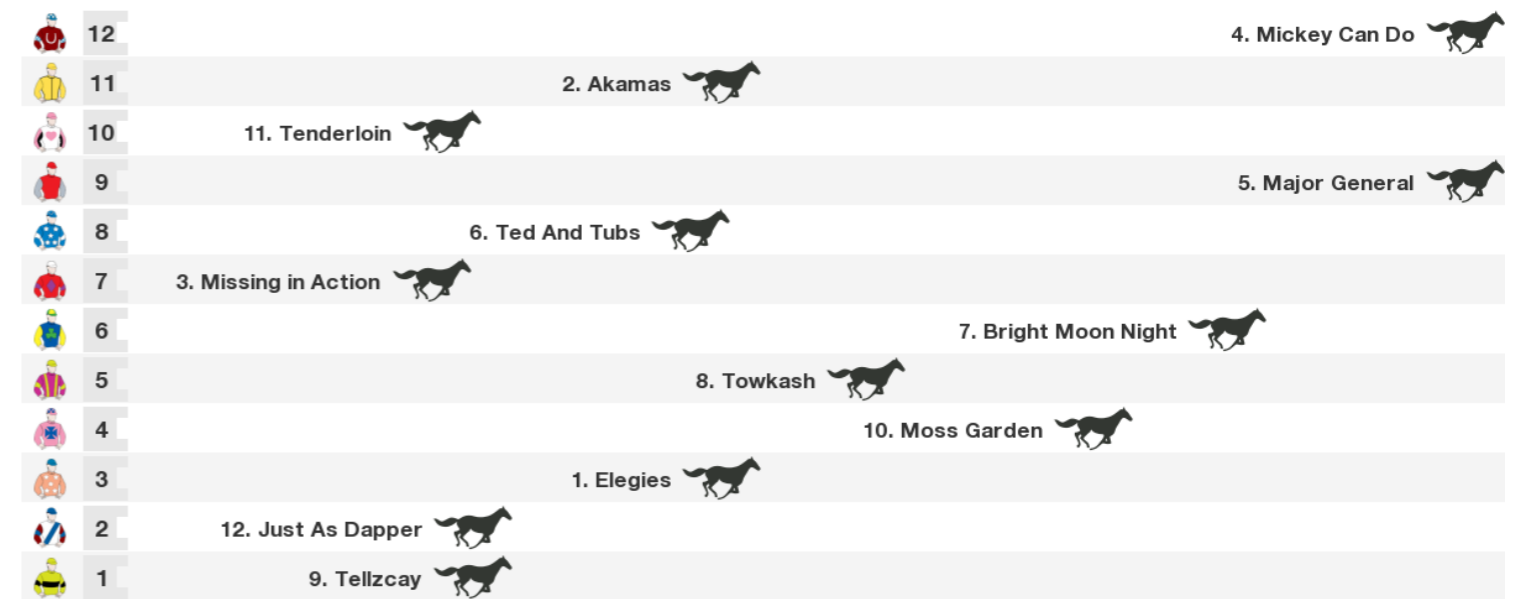 12 4. Mickey Can Do
11 2. Akamas
10 11. Tenderloin
9 5. Major General
8 6. Ted And Tubs
7 3. Missing in Action
6 7. Bright Moon Night
5 8. Towkash
4 10. Moss Garden
3 1. Elegies
2 12. Just As Dapper
1 9. Tellzcay